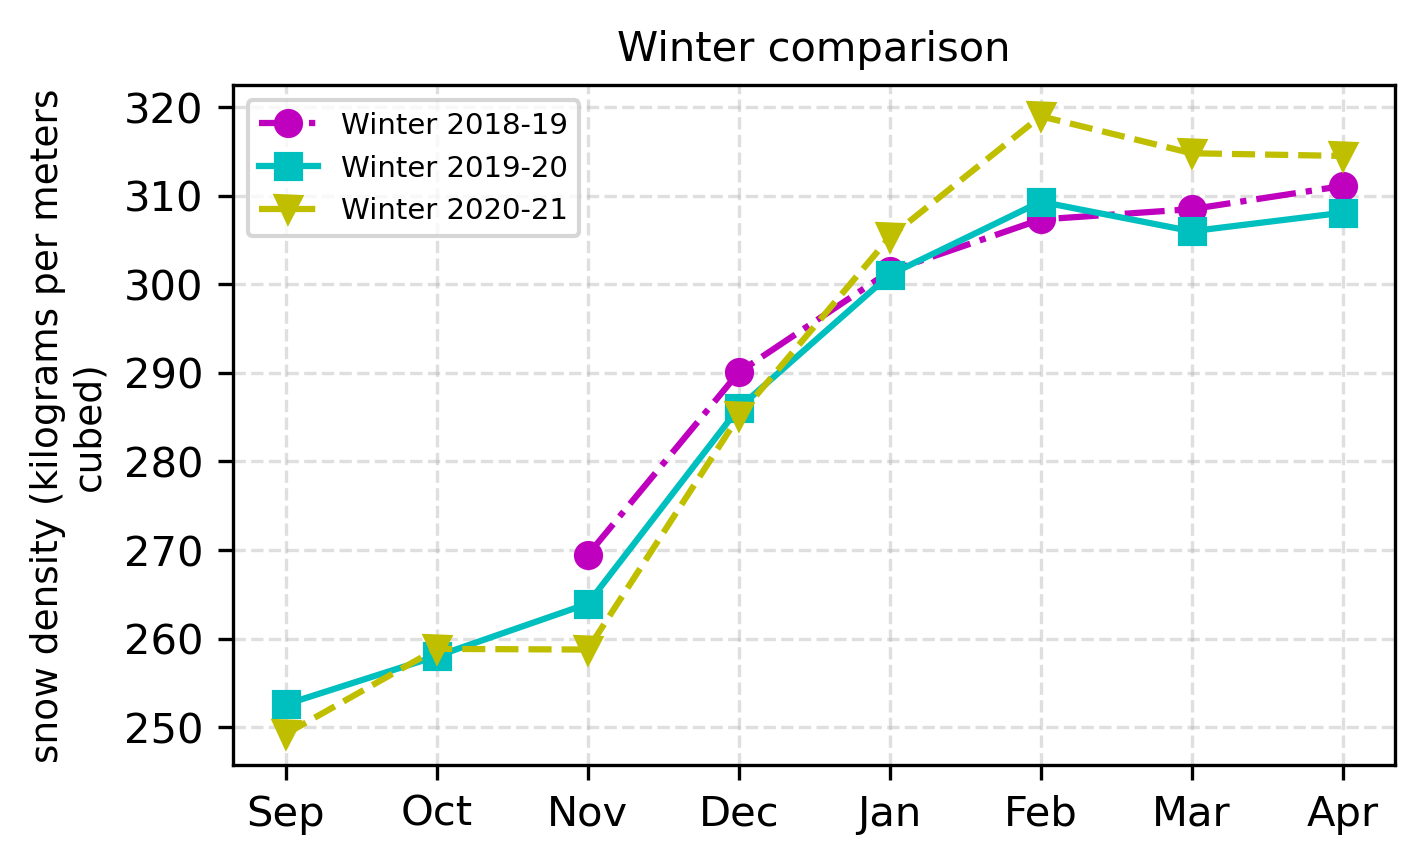 Winter comparison
snow density (kilograms per meters
cubed)
320
310
300
290
280
270
260
250
Winter 2018-19
Winter 2019-20
Winter 2020-21
Sep Oct Nov Dec Jan Feb Mar Apr